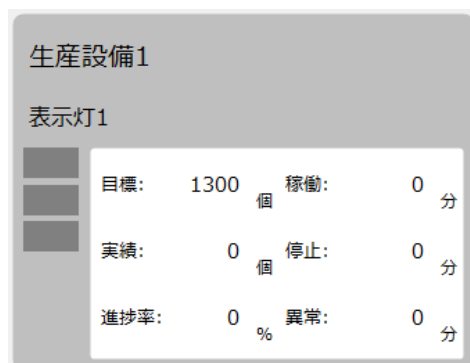 生産設備1
表示灯1
目標: 1300 個 稼働: 0 分
実績: 0 個 停止: 0 分
進捗率: 0 % 異常: 0 分